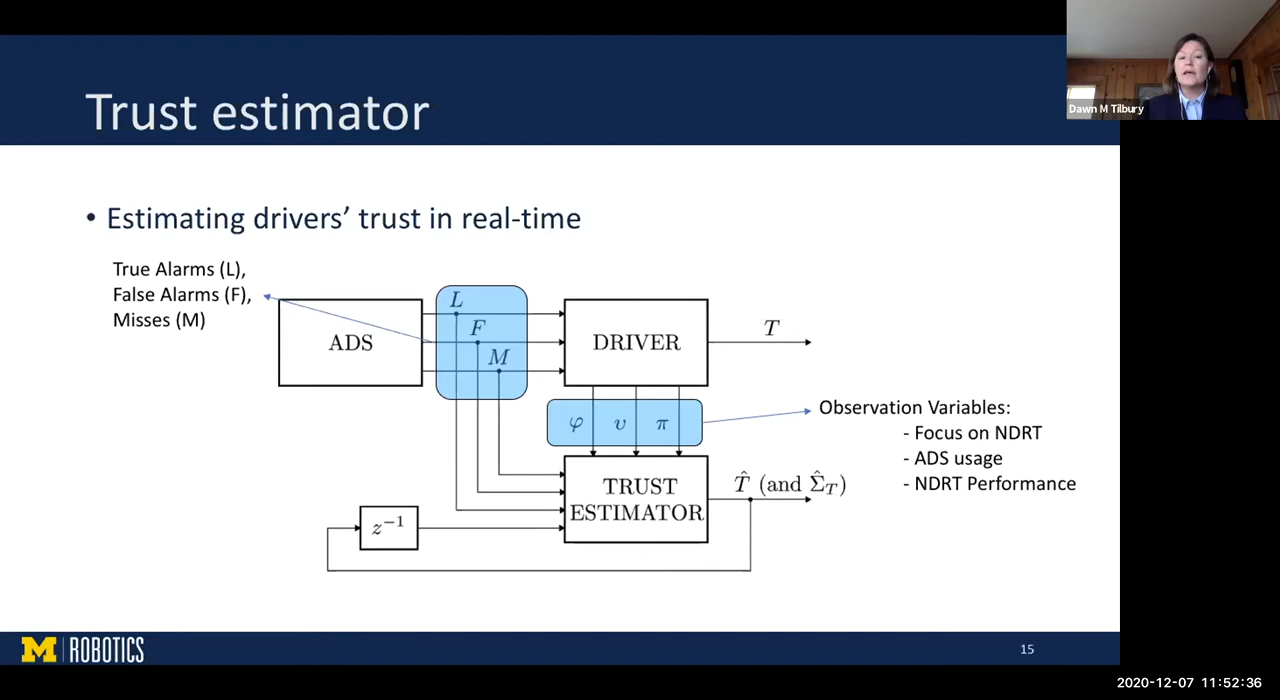 Dawn M Tilbury
Trust estimator
• Estimating drivers’ trust in real-time
True Alarms (L),
False Alarms (F),
Misses (M)
ADS
L
F
M
DRIVER
T
φ υ π
Observation Variables:
- Focus on NDRT
- ADS usage
- NDRT Performance
TRUST
ESTIMATOR
T̂ (and Σ̂_T)
z⁻¹
M | ROBOTICS
15
2020-12-07 11:52:36